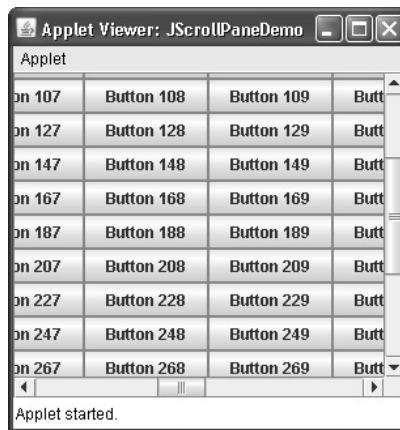 Applet Viewer: JScrollPaneDemo
Applet
on 107 Button 108 Button 109 Butt
on 127 Button 128 Button 129 Butt
on 147 Button 148 Button 149 Butt
on 167 Button 168 Button 169 Butt
on 187 Button 188 Button 189 Butt
on 207 Button 208 Button 209 Butt
on 227 Button 228 Button 229 Butt
on 247 Button 248 Button 249 Butt
on 267 Button 268 Button 269 Butt
Applet started.